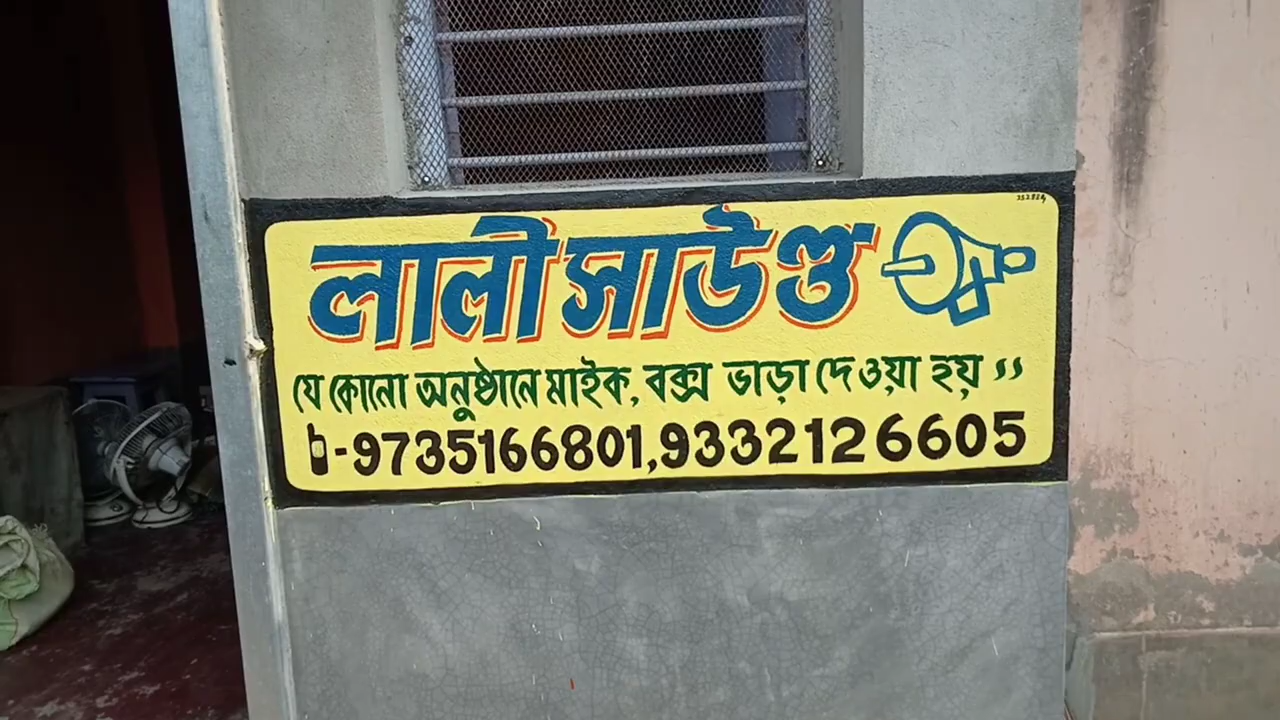 লালী সাউণ্ড
যে কোনো অনুষ্ঠানে মাইক, বক্স ভাড়া দেওয়া হয় ”
-9735166801,9332126605